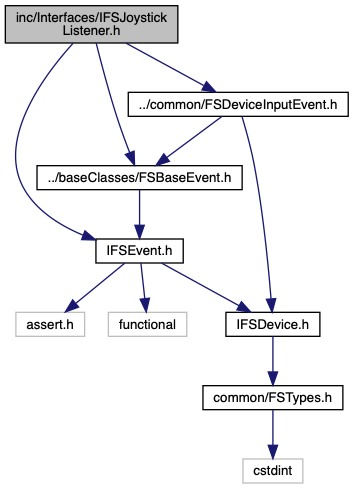 inc/Interfaces/IFSJoystick
Listener.h
../common/FSDeviceInputEvent.h
../baseClasses/FSBaseEvent.h
IFSEvent.h
assert.h
functional
IFSDevice.h
common/FSTypes.h
cstdint